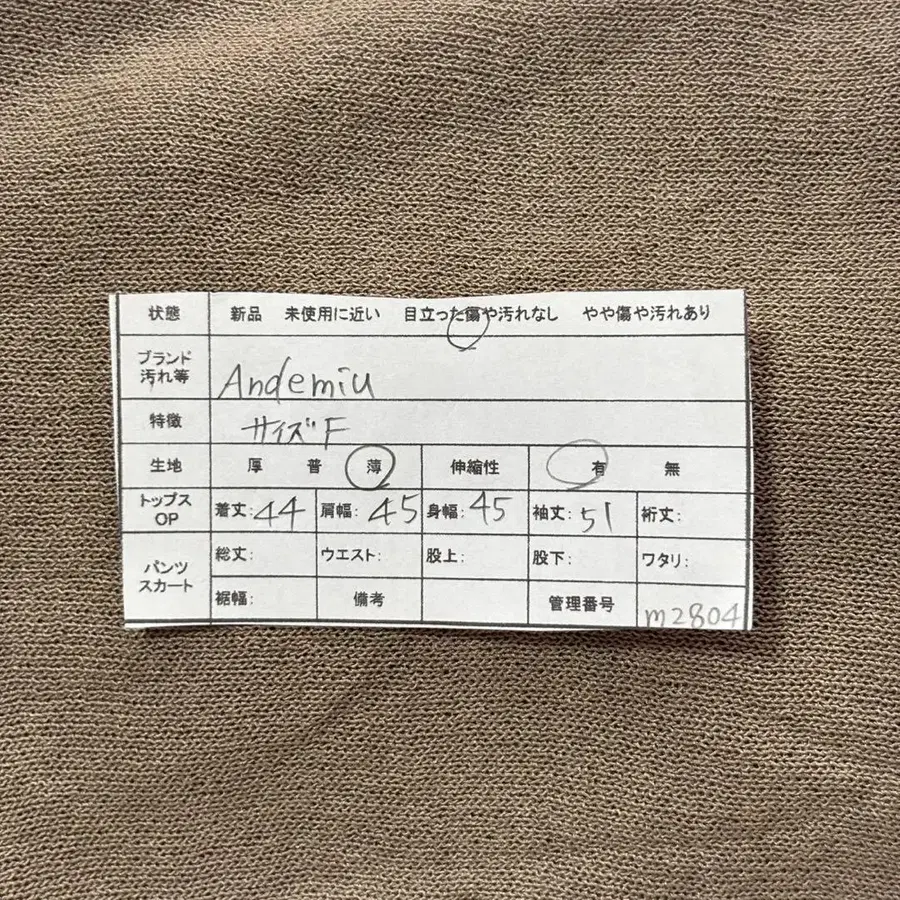 状態 新品 未使用に近い 目立った傷や汚れなし やや傷や汚れあり
ブランド
汚れ等 Andemiu
特徴 サイズF
生地 厚 普 薄 伸縮性 有 無
トップス
OP 着丈:44 肩幅:45 身幅:45 袖丈:51 裄丈:
パンツ
スカート 総丈: ウエスト: 股上: 股下: ワタリ:
裾幅: 備考 管理番号 m2804